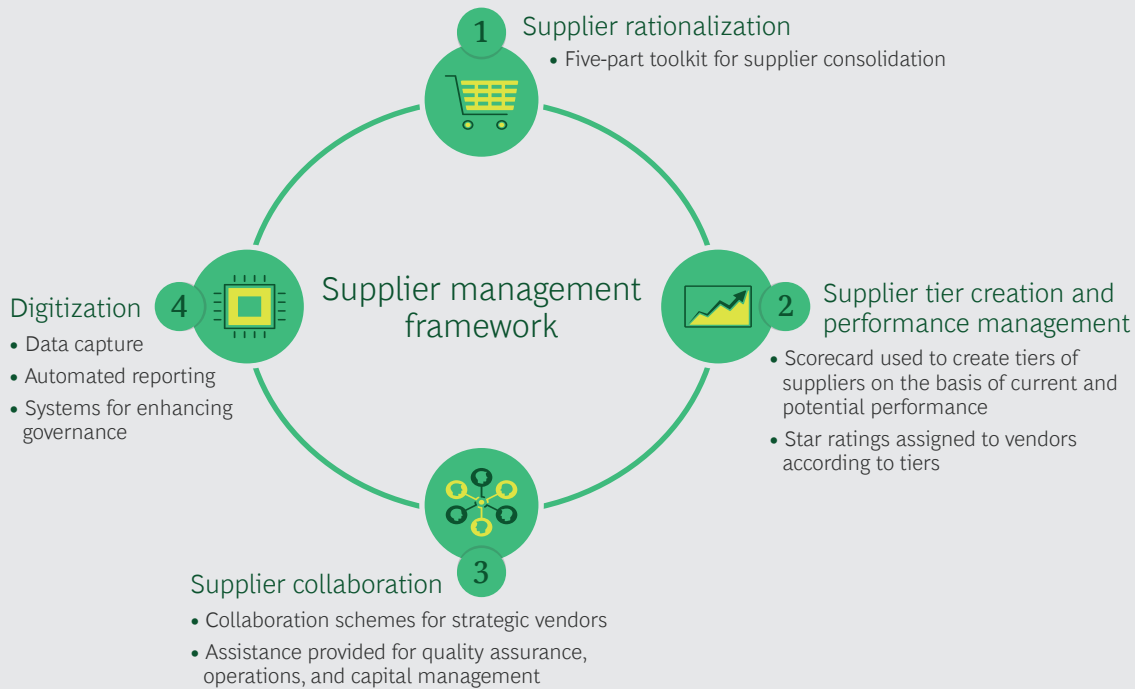 1
Supplier rationalization
• Five-part toolkit for supplier consolidation
Supplier management
framework
2
Supplier tier creation and
performance management
• Scorecard used to create tiers of
suppliers on the basis of current and
potential performance
• Star ratings assigned to vendors
according to tiers
3
Supplier collaboration
• Collaboration schemes for strategic vendors
• Assistance provided for quality assurance,
operations, and capital management
Digitization
4
• Data capture
• Automated reporting
• Systems for enhancing
governance